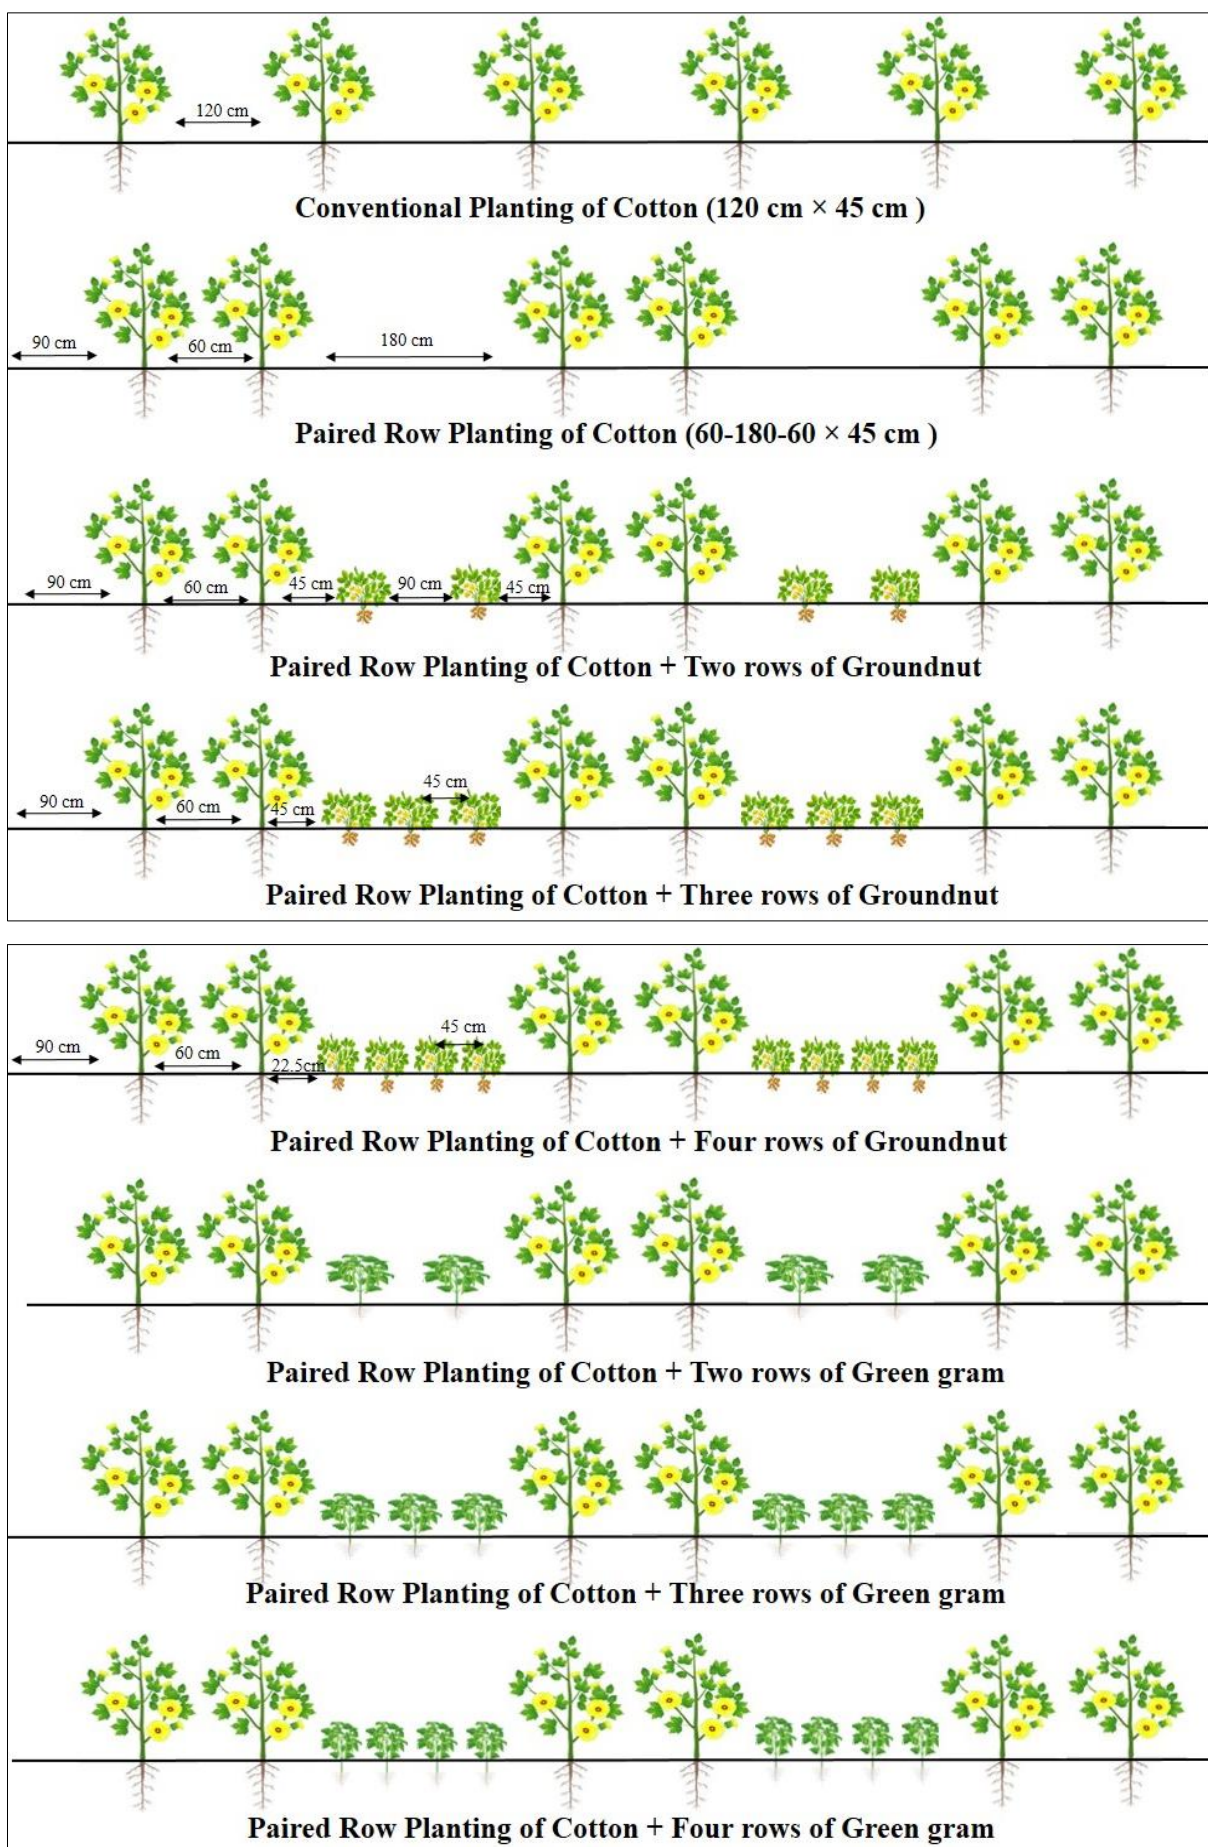 120 cm
Conventional Planting of Cotton (120 cm × 45 cm )
90 cm
60 cm
180 cm
Paired Row Planting of Cotton (60-180-60 × 45 cm )
90 cm
60 cm
45 cm
90 cm
45 cm
Paired Row Planting of Cotton + Two rows of Groundnut
90 cm
60 cm
45 cm
45 cm
Paired Row Planting of Cotton + Three rows of Groundnut
90 cm
60 cm
22.5cm
45 cm
Paired Row Planting of Cotton + Four rows of Groundnut
Paired Row Planting of Cotton + Two rows of Green gram
Paired Row Planting of Cotton + Three rows of Green gram
Paired Row Planting of Cotton + Four rows of Green gram